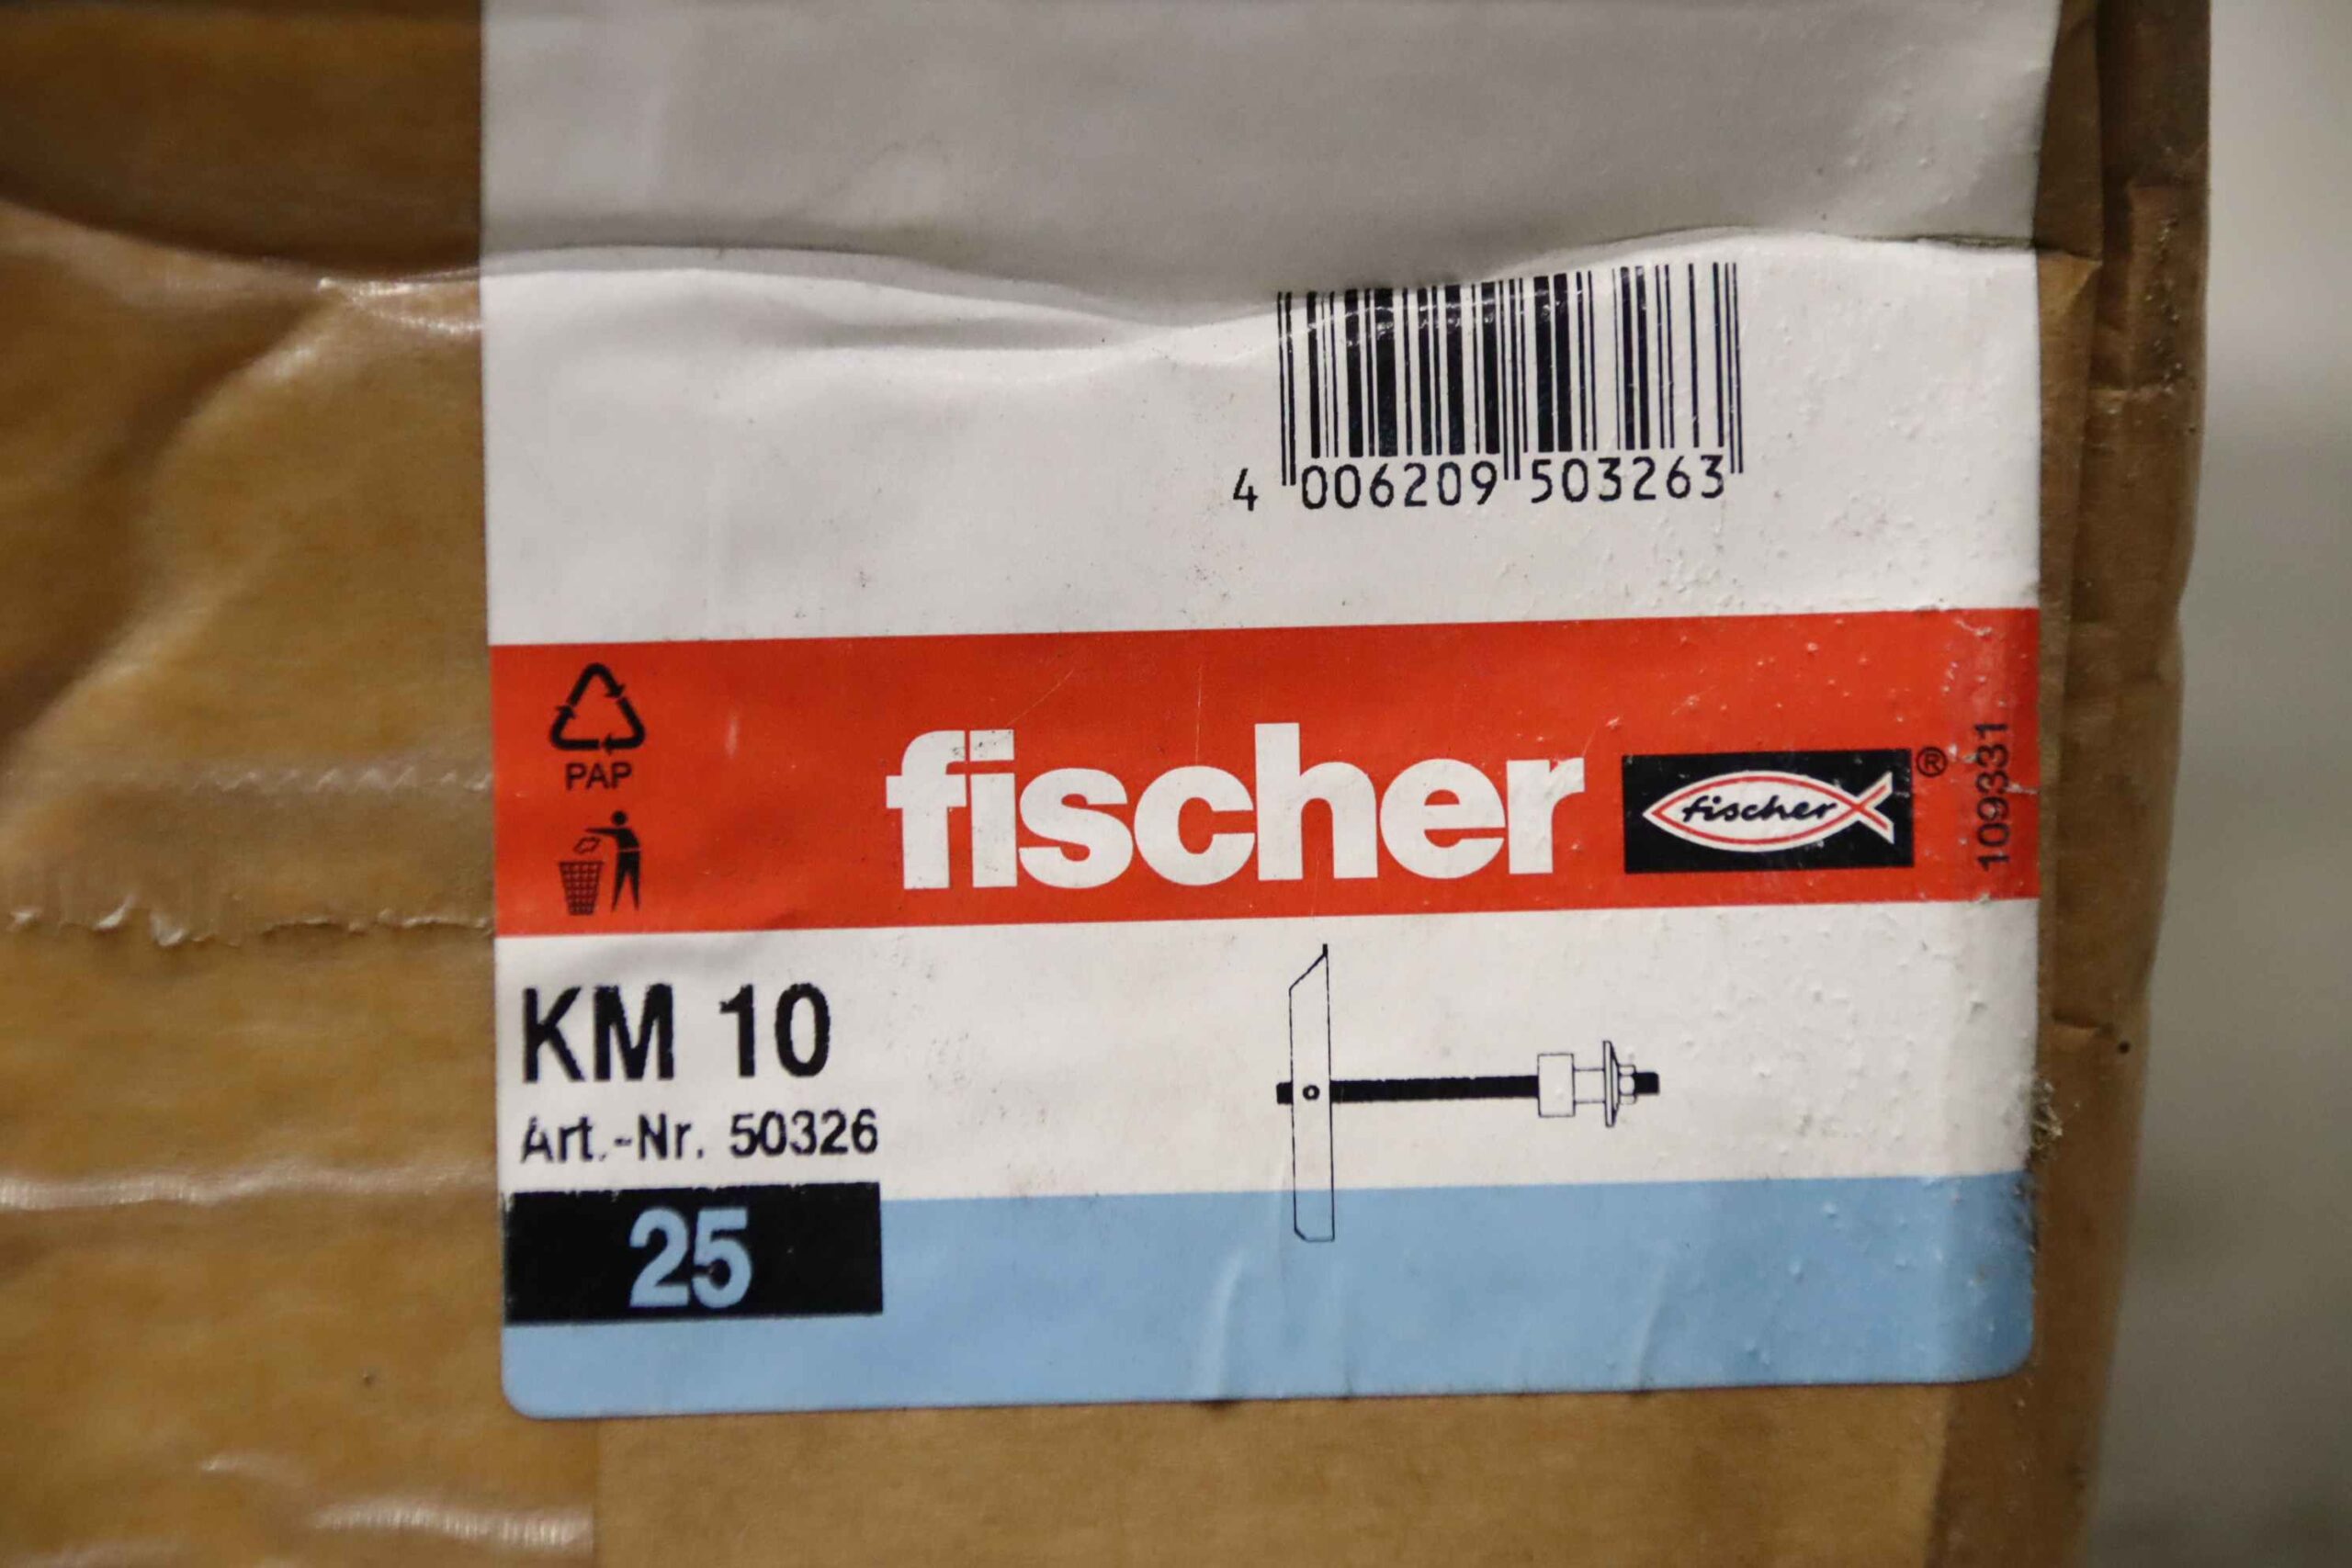 4 006209 503263
PAP
fischer
fischer ®
109331
KM 10
Art.-Nr. 50326
25